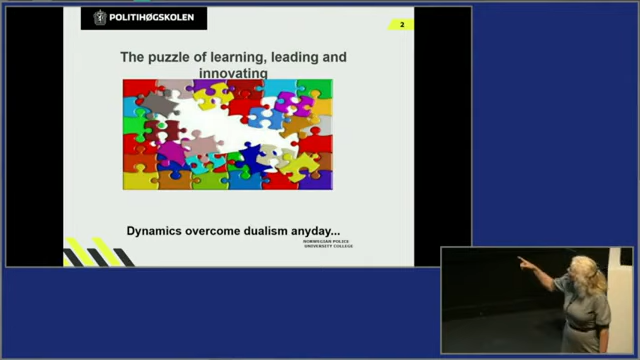 POLITIHØGSKOLEN
2
The puzzle of learning, leading and
innovating
Dynamics overcome dualism anyday...
NORWEGIAN POLICE
UNIVERSITY COLLEGE